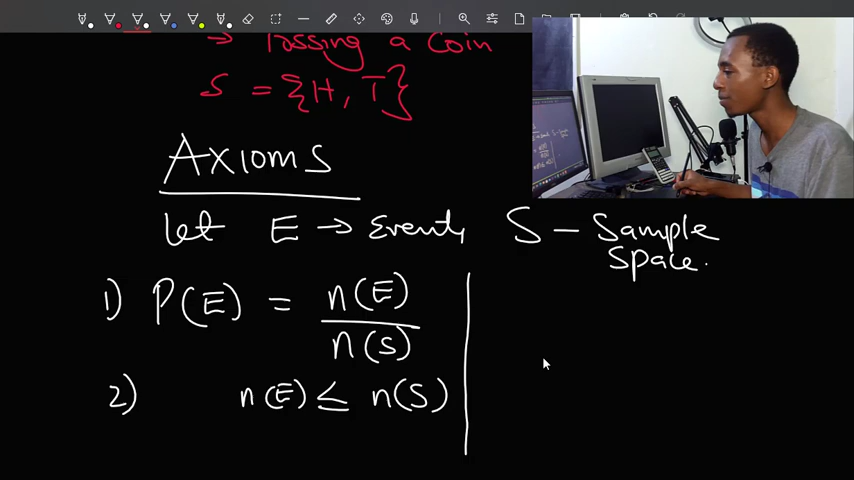 → Tossing a Coin
S = {H, T}
Axioms
Let E → Event, S – Sample Space.
1) P(E) = n(E)/n(S)
2) n(E) ≤ n(S)